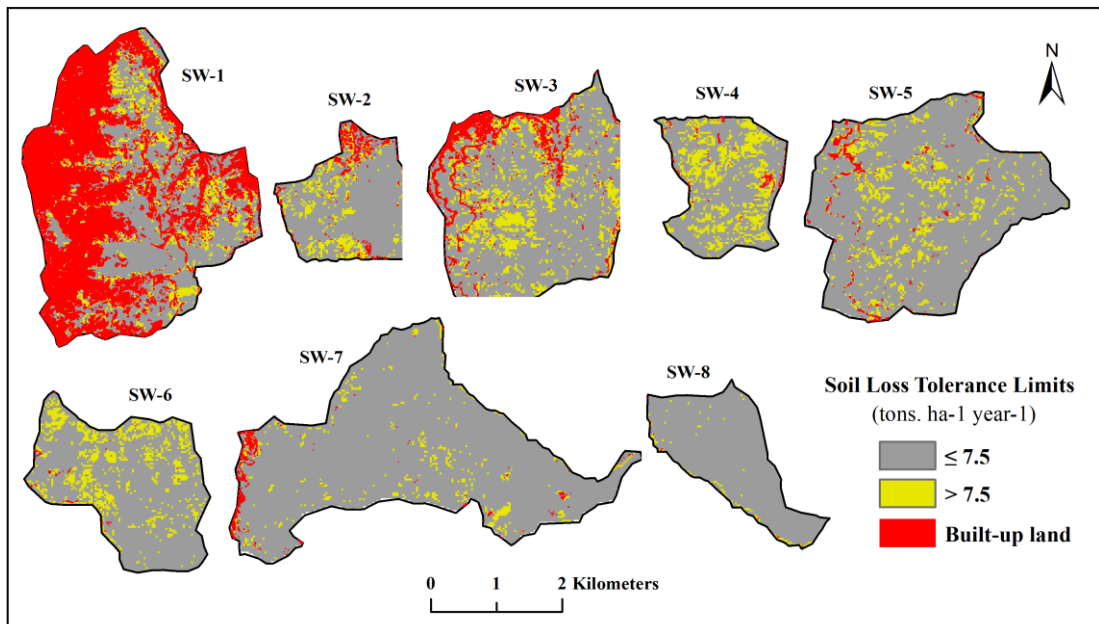 N
SW-1
SW-2
SW-3
SW-4
SW-5
SW-6
SW-7
SW-8
Soil Loss Tolerance Limits
(tons. ha-1 year-1)
≤ 7.5
> 7.5
Built-up land
0 1 2 Kilometers